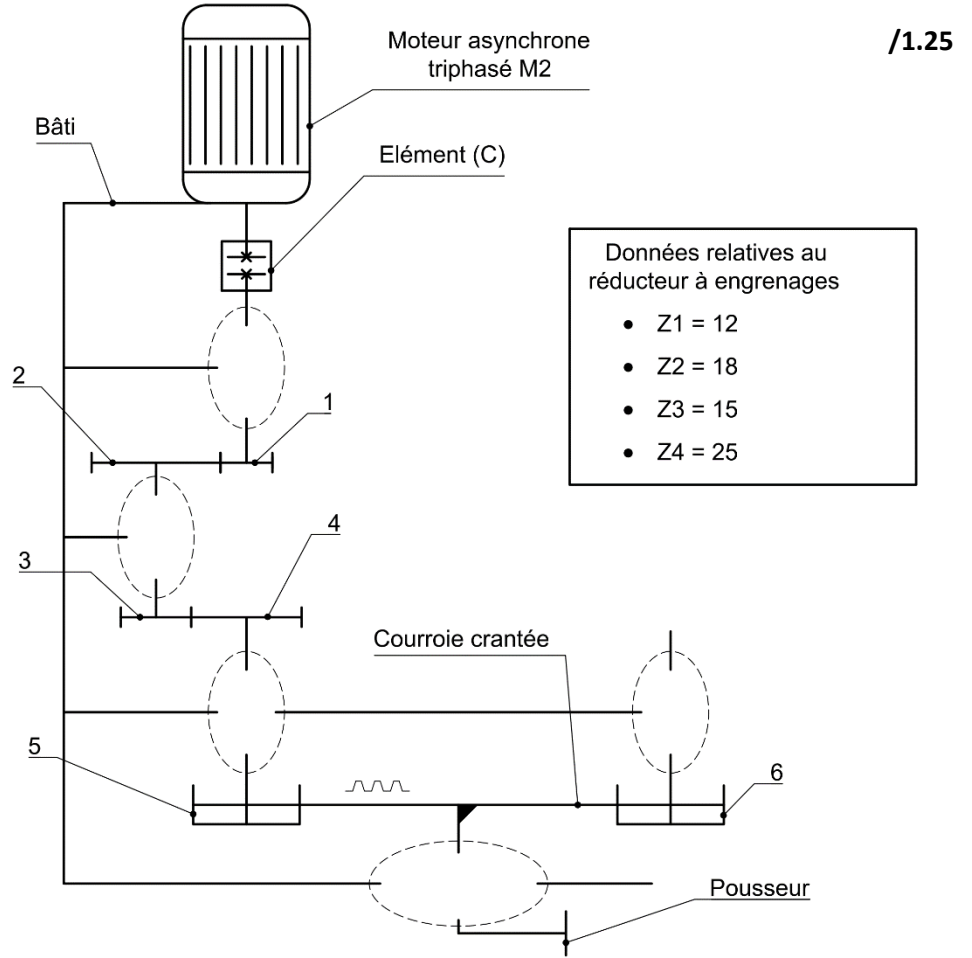 /1.25
Moteur asynchrone
triphasé M2
Bâti
Elément (C)
Données relatives au
réducteur à engrenages
• Z1 = 12
• Z2 = 18
• Z3 = 15
• Z4 = 25
2
1
3
4
Courroie crantée
5
6
Pousseur